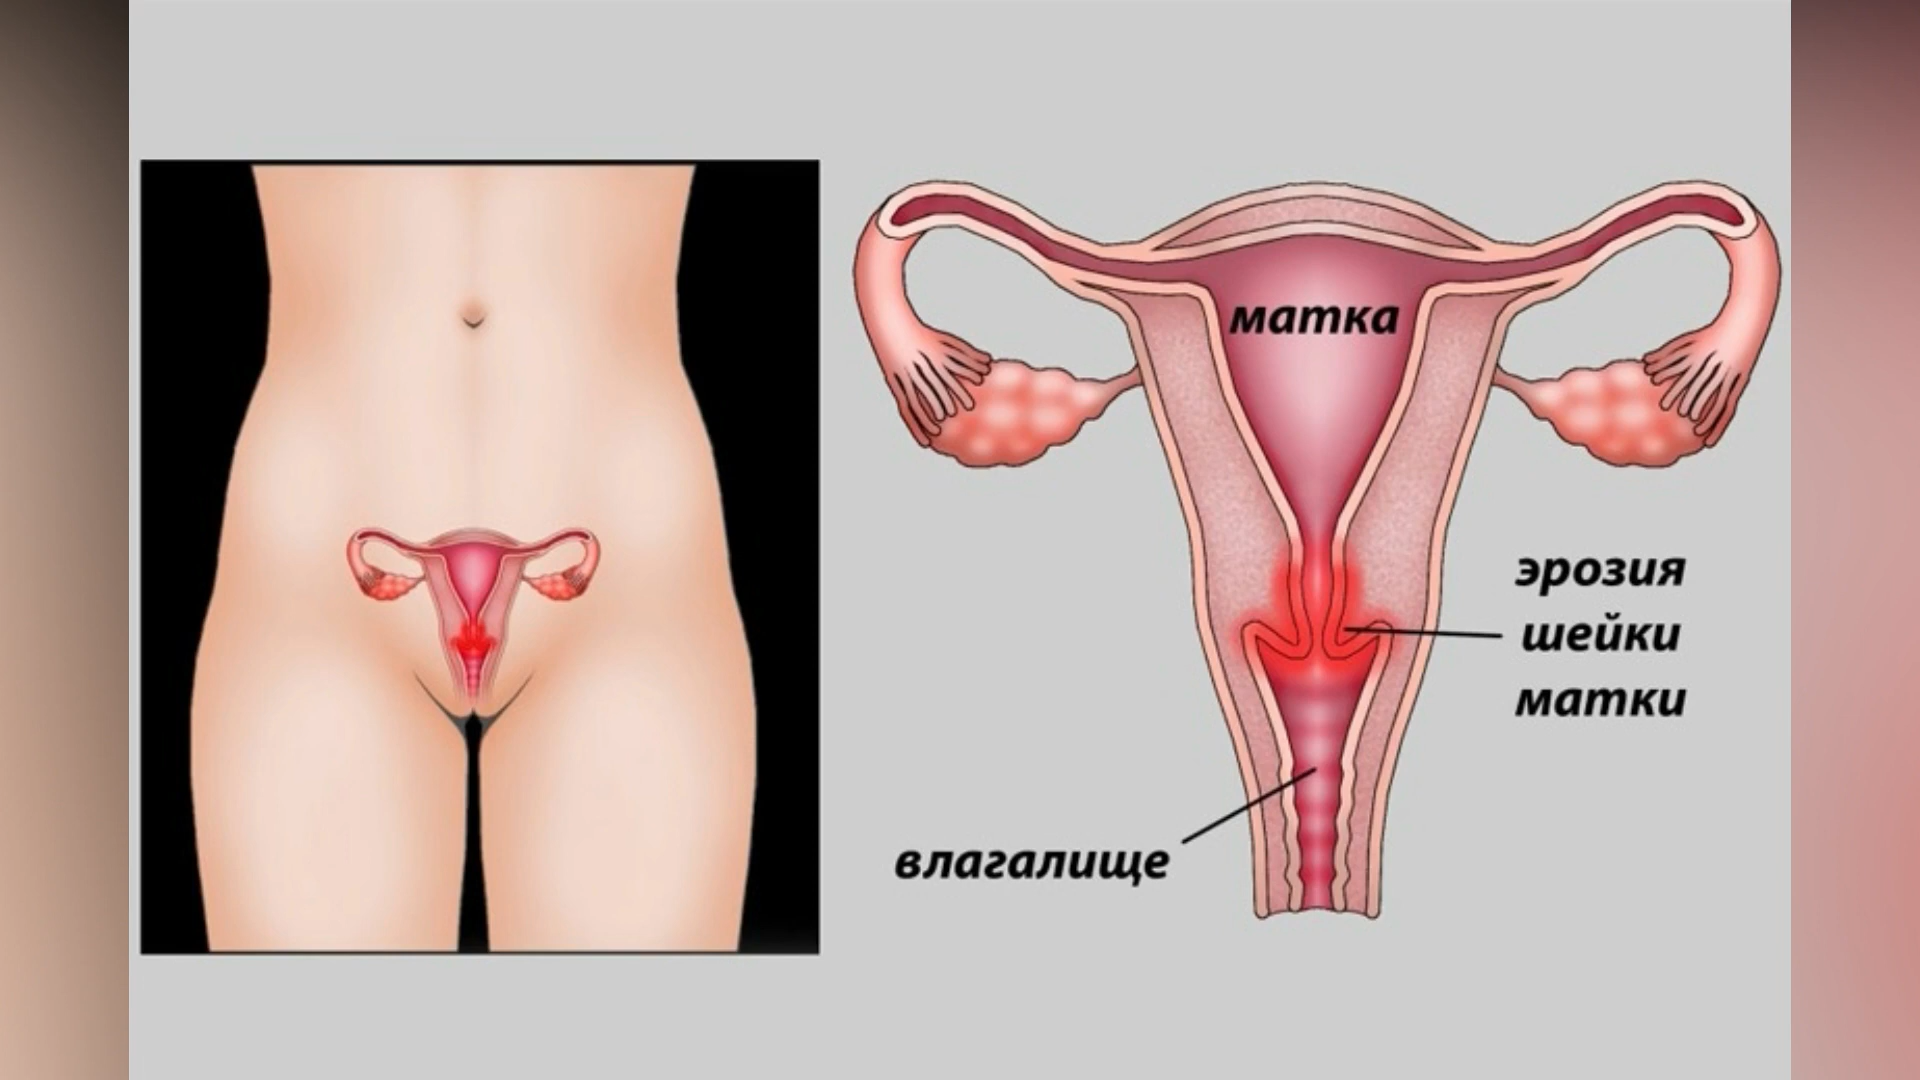 матка
эрозия
шейки
матки
влагалище